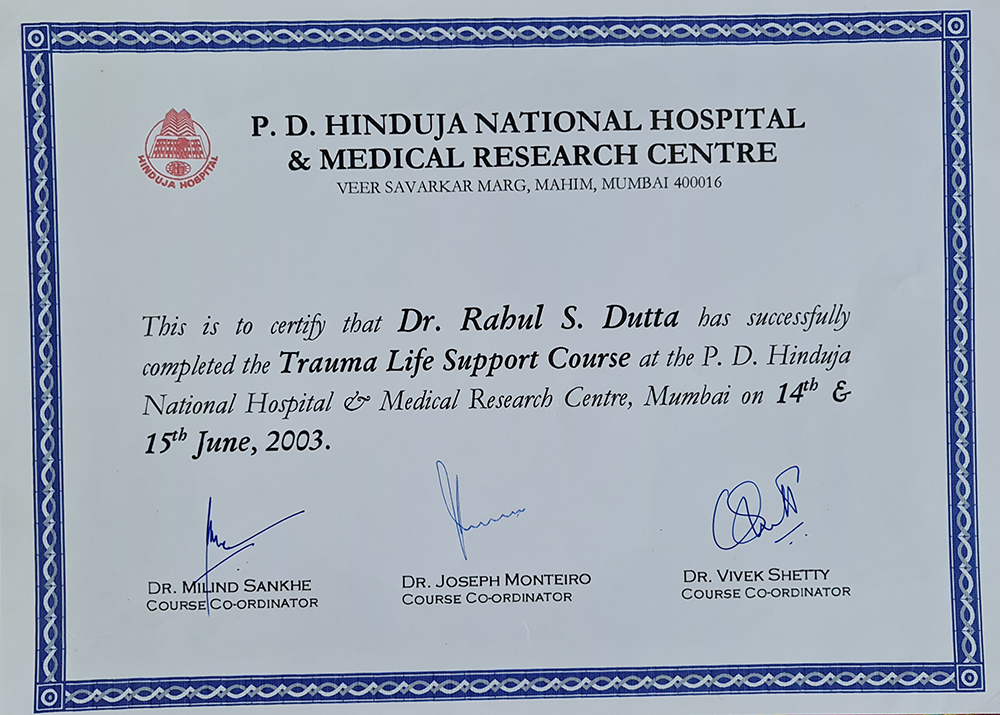 P. D. HINDUJA NATIONAL HOSPITAL
& MEDICAL RESEARCH CENTRE
VEER SAVARKAR MARG, MAHIM, MUMBAI 400016
HINDUJA HOSPITAL
This is to certify that Dr. Rahul S. Dutta has successfully
completed the Trauma Life Support Course at the P. D. Hinduja
National Hospital & Medical Research Centre, Mumbai on 14th &
15th June, 2003.
DR. MILIND SANKHE
COURSE CO-ORDINATOR
DR. JOSEPH MONTEIRO
COURSE CO-ORDINATOR
DR. VIVEK SHETTY
COURSE CO-ORDINATOR